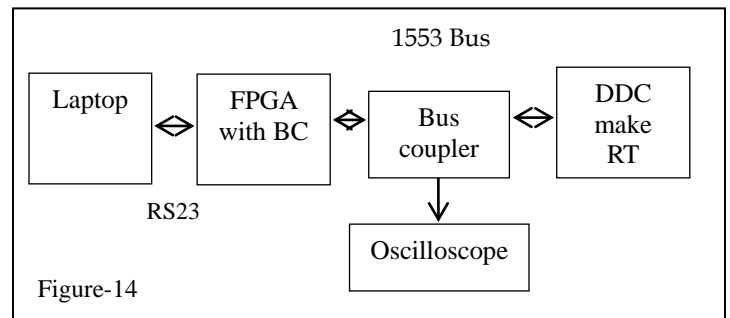 1553 Bus
Laptop
FPGA
with BC
Bus
coupler
DDC
make
RT
RS23
Oscilloscope
Figure-14